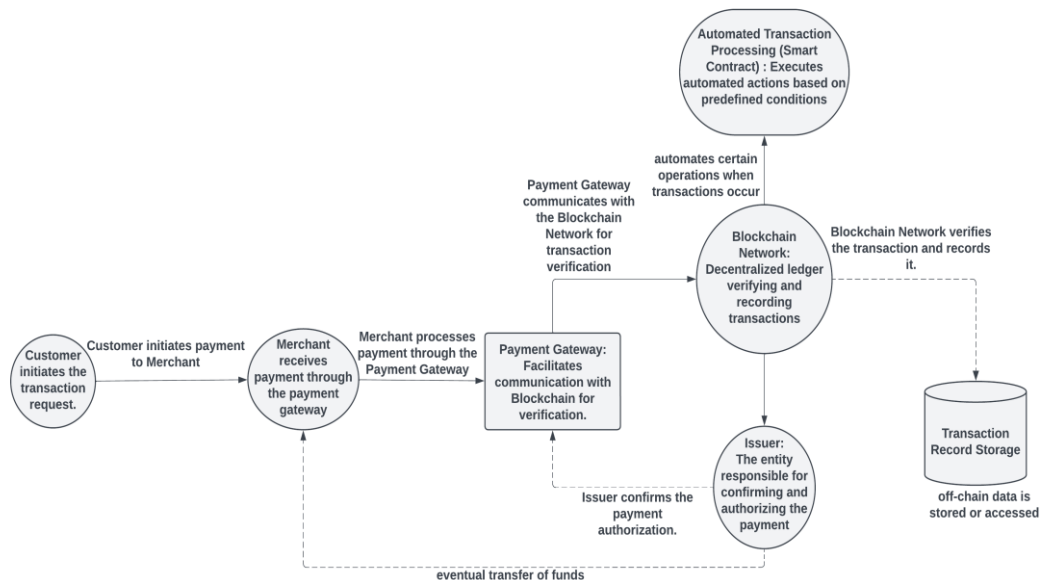 Automated Transaction
Processing (Smart
Contract) : Executes
automated actions based on
predefined conditions
automates certain
operations when
transactions occur
Payment Gateway
communicates with
the Blockchain
Network for
transaction
verification
Blockchain
Network:
Decentralized ledger
verifying and
recording
transactions
Blockchain Network verifies
the transaction and records
it.
Customer
initiates the
transaction
request.
Customer initiates payment
to Merchant
Merchant
receives
payment through
the payment
gateway
Merchant processes
payment through the
Payment Gateway
Payment Gateway:
Facilitates
communication with
Blockchain for
verification.
Issuer:
The entity
responsible for
confirming and
authorizing the
payment
Transaction
Record Storage
off-chain data is
stored or accessed
Issuer confirms the
payment
authorization.
eventual transfer of funds